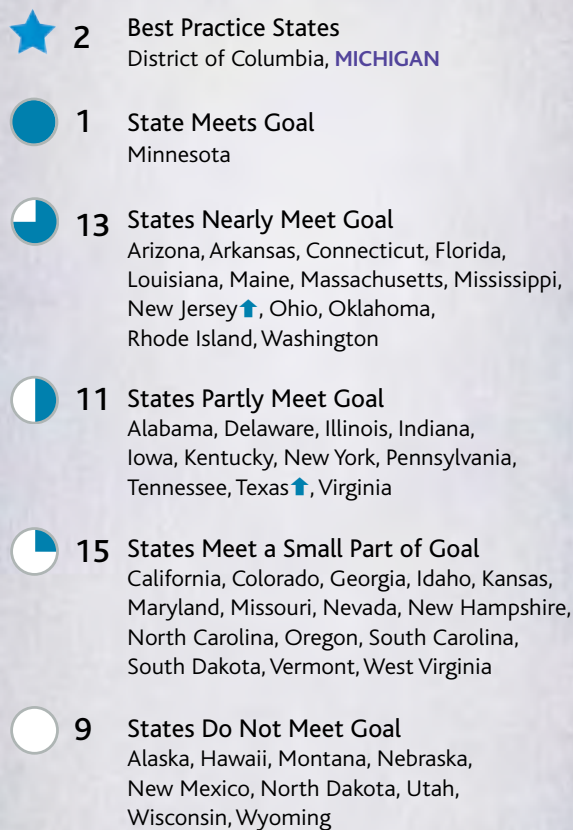 2 Best Practice States
District of Columbia, MICHIGAN
1 State Meets Goal
Minnesota
13 States Nearly Meet Goal
Arizona, Arkansas, Connecticut, Florida,
Louisiana, Maine, Massachusetts, Mississippi,
New Jersey⬆, Ohio, Oklahoma,
Rhode Island, Washington
11 States Partly Meet Goal
Alabama, Delaware, Illinois, Indiana,
Iowa, Kentucky, New York, Pennsylvania,
Tennessee, Texas⬆, Virginia
15 States Meet a Small Part of Goal
California, Colorado, Georgia, Idaho, Kansas,
Maryland, Missouri, Nevada, New Hampshire,
North Carolina, Oregon, South Carolina,
South Dakota, Vermont, West Virginia
9 States Do Not Meet Goal
Alaska, Hawaii, Montana, Nebraska,
New Mexico, North Dakota, Utah,
Wisconsin, Wyoming